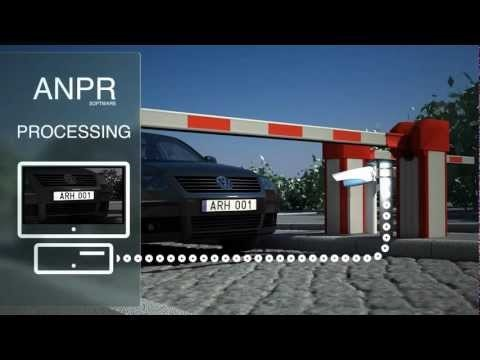 ANPR
SOFTWARE
PROCESSING
ARH 001
ARH 001